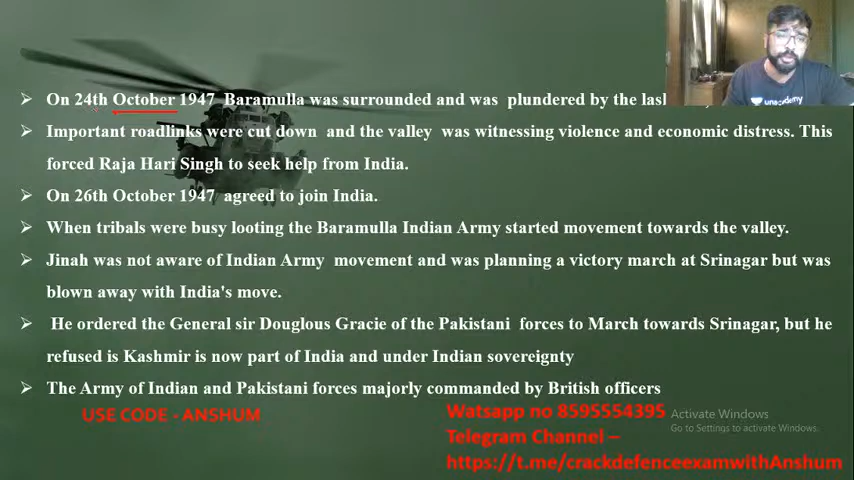 ➢ On 24th October 1947 Baramulla was surrounded and was plundered by the
➢ Important roadlinks were cut down and the valley was witnessing violence and economic distress. This
forced Raja Hari Singh to seek help from India.
➢ On 26th October 1947 agreed to join India.
➢ When tribals were busy looting the Baramulla Indian Army started movement towards the valley.
➢ Jinah was not aware of Indian Army movement and was planning a victory march at Srinagar but was
blown away with India's move.
➢ He ordered the General sir Douglous Gracie of the Pakistani forces to March towards Srinagar, but he
refused is Kashmir is now part of India and under Indian sovereignty
➢ The Army of Indian and Pakistani forces majorly commanded by British officers
USE CODE - ANSHUM
Watsapp no 8595554395
Telegram Channel –
https://t.me/crackdefenceexamwithAnshum
Activate Windows
Go to Settings to activate Windows.
unacademy